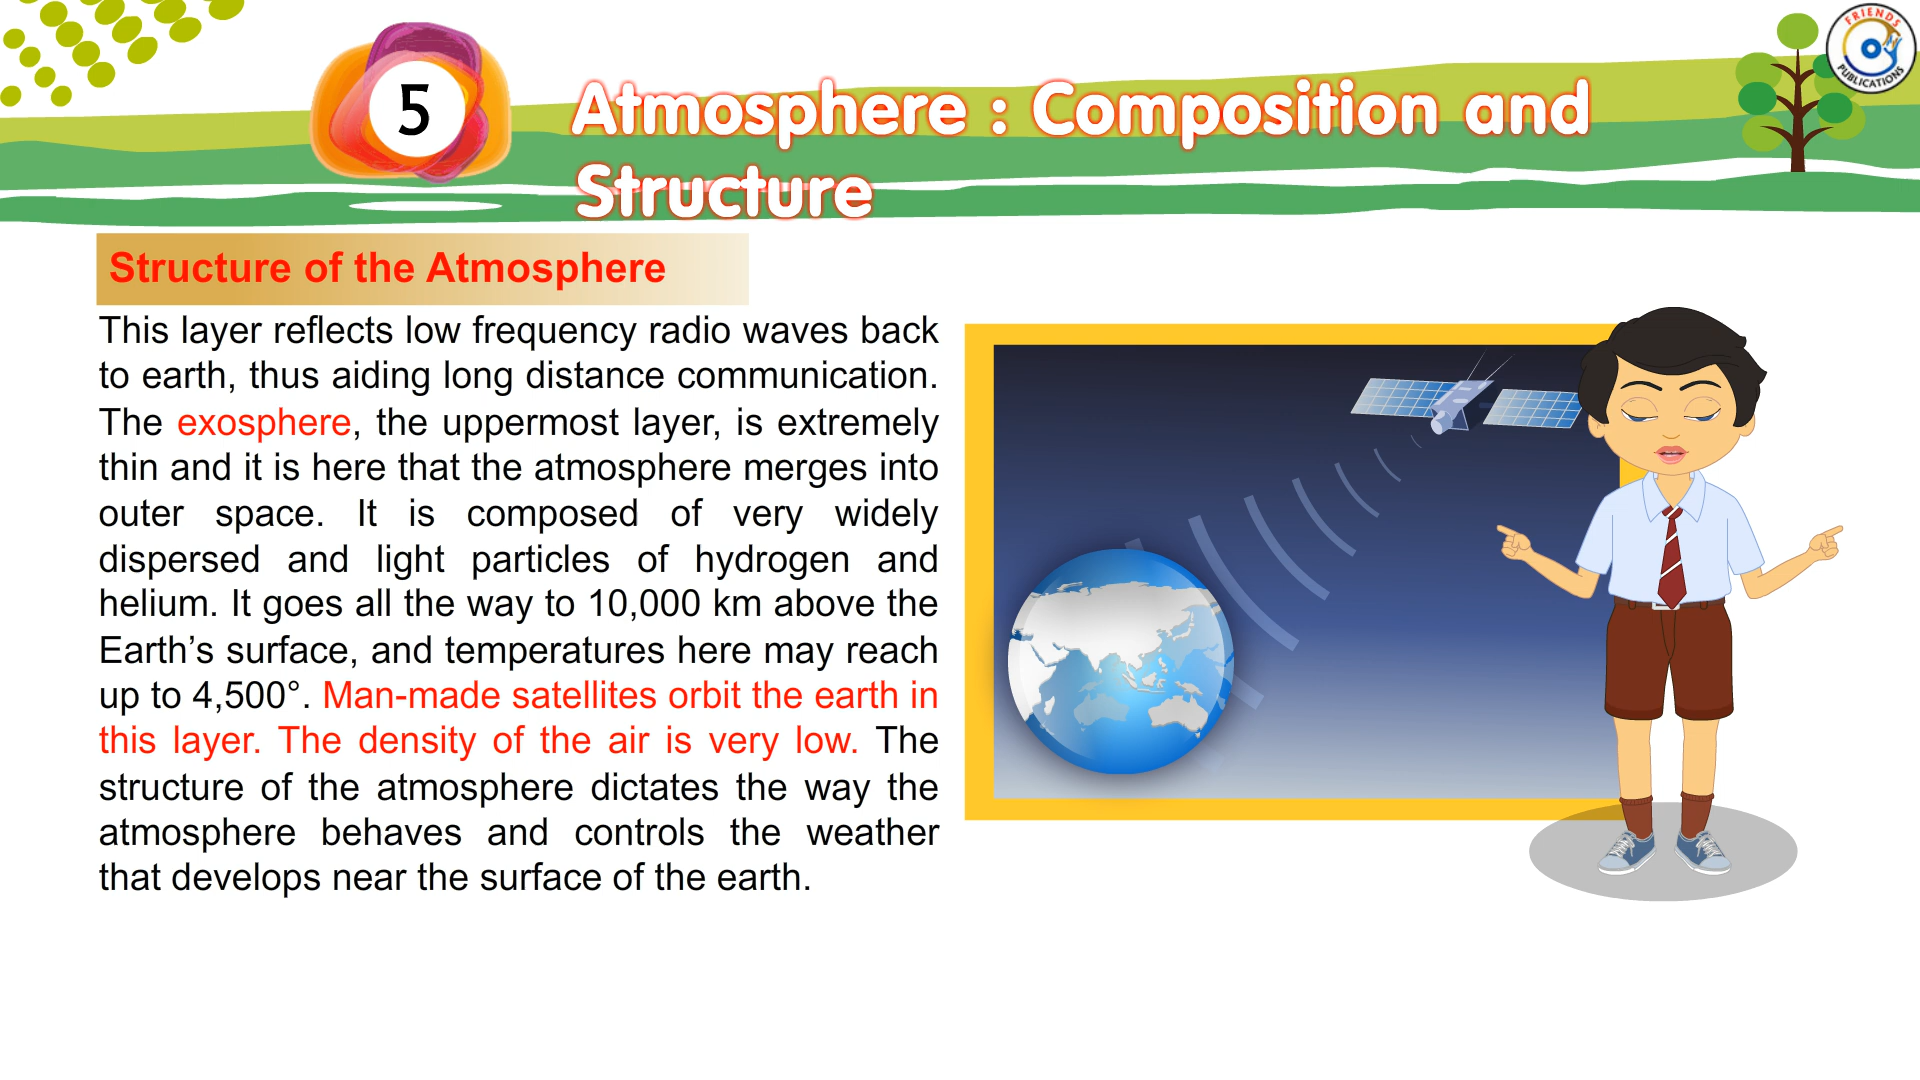 5
Atmosphere : Composition and
Structure
FRIENDS
PUBLICATIONS
Structure of the Atmosphere
This layer reflects low frequency radio waves back
to earth, thus aiding long distance communication.
The exosphere, the uppermost layer, is extremely
thin and it is here that the atmosphere merges into
outer space. It is composed of very widely
dispersed and light particles of hydrogen and
helium. It goes all the way to 10,000 km above the
Earth’s surface, and temperatures here may reach
up to 4,500°. Man-made satellites orbit the earth in
this layer. The density of the air is very low. The
structure of the atmosphere dictates the way the
atmosphere behaves and controls the weather
that develops near the surface of the earth.